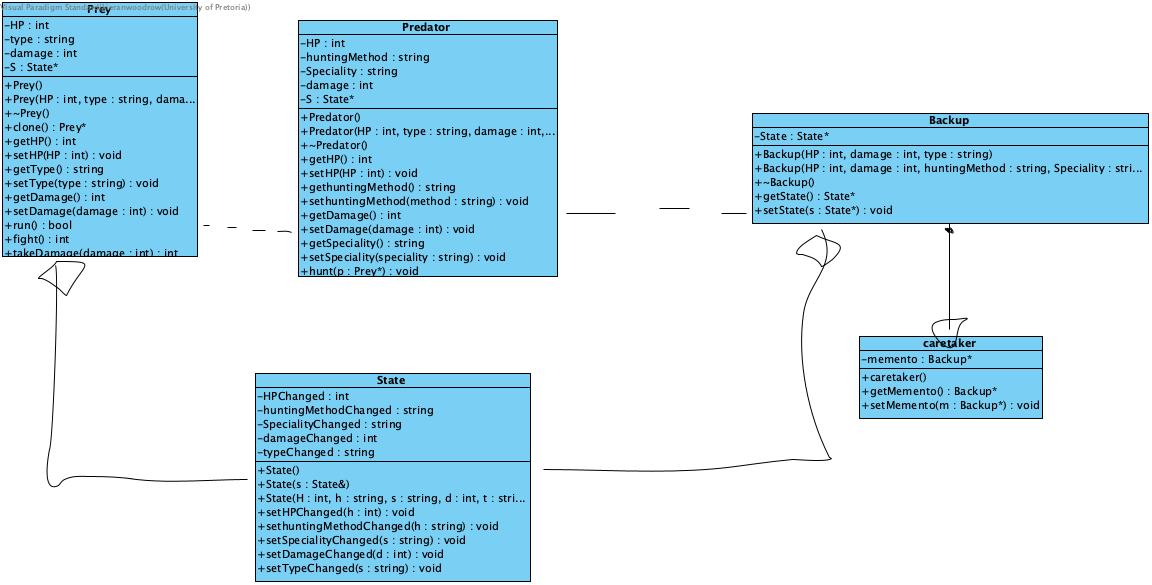 Visual Paradigm Standard(kieranwoodrow(University of Pretoria))
Prey
-HP : int
-type : string
-damage : int
-S : State*
+Prey()
+Prey(HP : int, type : string, dama...
+~Prey()
+clone() : Prey*
+getHP() : int
+setHP(HP : int) : void
+getType() : string
+setType(type : string) : void
+getDamage() : int
+setDamage(damage : int) : void
+run() : bool
+fight() : int
+takeDamage(damage : int) : int
Predator
-HP : int
-huntingMethod : string
-Speciality : string
-damage : int
-S : State*
+Predator()
+Predator(HP : int, type : string, damage : int,...
+~Predator()
+getHP() : int
+setHP(HP : int) : void
+gethuntingMethod() : string
+sethuntingMethod(method : string) : void
+getDamage() : int
+setDamage(damage : int) : void
+getSpeciality() : string
+setSpeciality(speciality : string) : void
+hunt(p : Prey*) : void
Backup
-State : State*
+Backup(HP : int, damage : int, type : string)
+Backup(HP : int, damage : int, huntingMethod : string, Speciality : stri...
+~Backup()
+getState() : State*
+setState(s : State*) : void
caretaker
-memento : Backup*
+caretaker()
+getMemento() : Backup*
+setMemento(m : Backup*) : void
State
-HPChanged : int
-huntingMethodChanged : string
-SpecialityChanged : string
-damageChanged : int
-typeChanged : string
+State()
+State(s : State&)
+State(H : int, h : string, s : string, d : int, t : stri...
+setHPChanged(h : int) : void
+sethuntingMethodChanged(h : string) : void
+setSpecialityChanged(s : string) : void
+setDamageChanged(d : int) : void
+setTypeChanged(s : string) : void